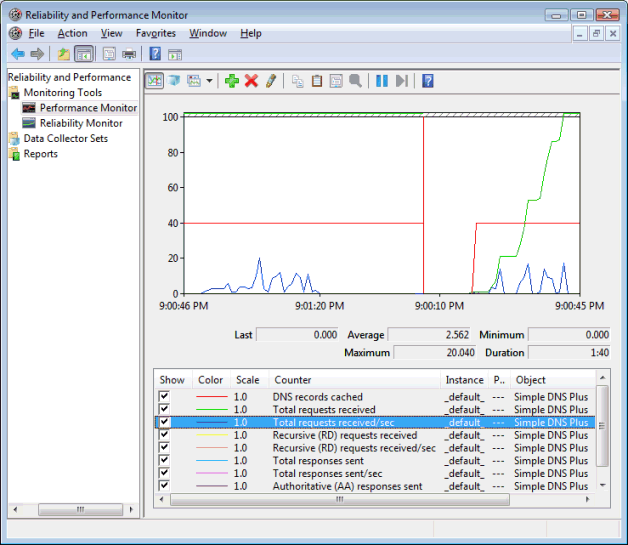 Reliability and Performance Monitor
File Action View Favorites Window Help
Reliability and Performance
Monitoring Tools
Performance Monitor
Reliability Monitor
Data Collector Sets
Reports
100
80
60
40
20
0
9:00:46 PM 9:01:20 PM 9:00:10 PM 9:00:45 PM
Last 0.000 Average 2.562 Minimum 0.000
Maximum 20.040 Duration 1:40
Show Color Scale Counter Instance P... Object
1.0 DNS records cached _default_ --- Simple DNS Plus
1.0 Total requests received _default_ --- Simple DNS Plus
1.0 Total requests received/sec _default_ --- Simple DNS Plus
1.0 Recursive (RD) requests received _default_ --- Simple DNS Plus
1.0 Recursive (RD) requests received/sec _default_ --- Simple DNS Plus
1.0 Total responses sent _default_ --- Simple DNS Plus
1.0 Total responses sent/sec _default_ --- Simple DNS Plus
1.0 Authoritative (AA) responses sent _default_ --- Simple DNS Plus